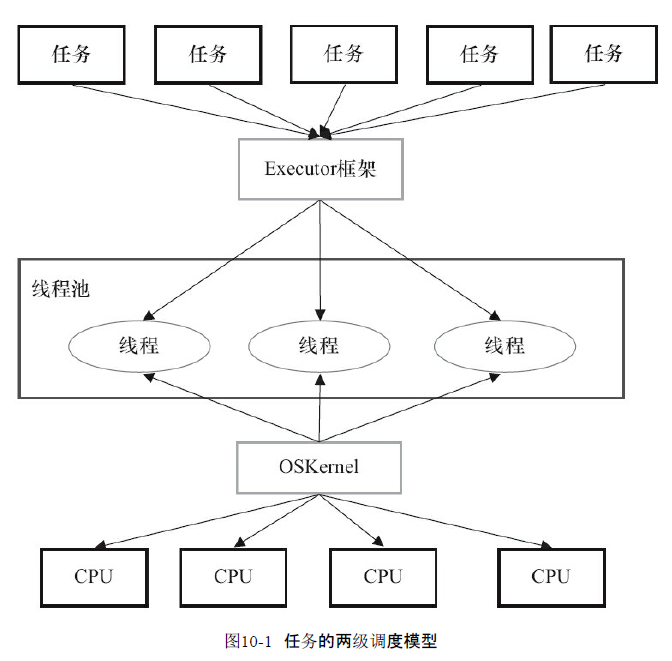 任务
任务
任务
任务
任务
Executor框架
线程池
线程
线程
线程
OSKernel
CPU
CPU
CPU
CPU
图10-1 任务的两级调度模型